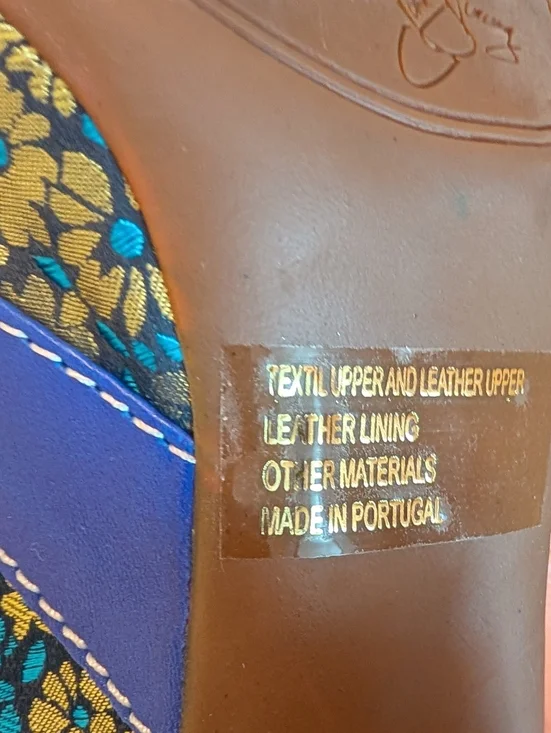 TEXTIL UPPER AND LEATHER UPPER
LEATHER LINING
OTHER MATERIALS
MADE IN PORTUGAL